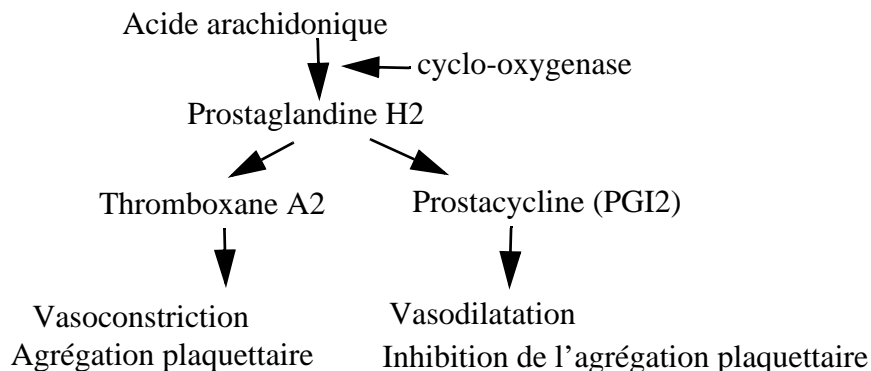 Acide arachidonique
cyclo-oxygenase
Prostaglandine H2
Thromboxane A2
Prostacycline (PGI2)
Vasoconstriction
Agrégation plaquettaire
Vasodilatation
Inhibition de l’agrégation plaquettaire